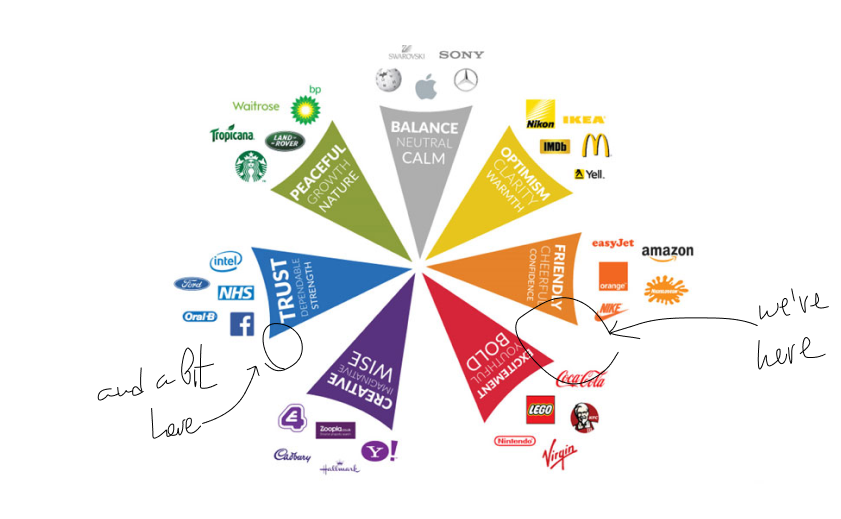 SWAROVSKI
SONY
BALANCE
NEUTRAL
CALM
Nikon
IKEA
IMDb
Yell.
OPTIMISM
CLARITY
WARMTH
easyJet
amazon
orange
nickelodeon
NIKE
FRIENDLY
CHEERFUL
CONFIDENCE
we've
here
EXCITEMENT
YOUTHFUL
BOLD
Coca-Cola
LEGO
KFC
Nintendo
Virgin
CREATIVE
IMAGINATIVE
WISE
Zoopla.co.uk
Cadbury
Hallmark
Y!
TRUST
DEPENDABLE
STRENGTH
intel
Ford
NHS
Oral-B
f
and a bit
PEACEFUL
GROWTH
NATURE
bp
Waitrose
Tropicana
LAND-
ROVER